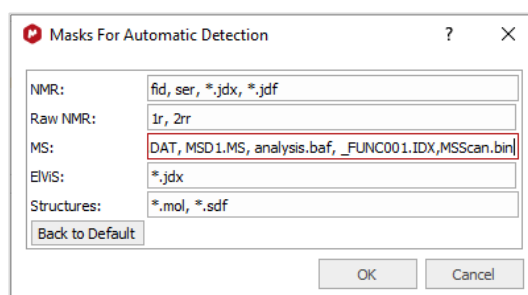 Masks For Automatic Detection ? X
NMR: fid, ser, *.jdx, *.jdf
Raw NMR: 1r, 2rr
MS: DAT, MSD1.MS, analysis.baf, _FUNC001.IDX,MSScan.bin
ElViS: *.jdx
Structures: *.mol, *.sdf
Back to Default
OK Cancel